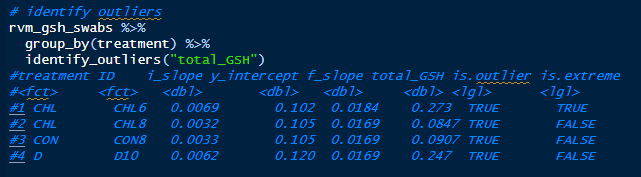 # identify outliers
rvm_gsh_swabs %>%
group_by(treatment) %>%
identify_outliers("total_GSH")
#treatment ID i_slope y_intercept f_slope total_GSH is.outlier is.extreme
#<fct> <fct> <dbl> <dbl> <dbl> <dbl> <lgl> <lgl>
#1 CHL CHL6 0.0069 0.102 0.0184 0.273 TRUE TRUE
#2 CHL CHL8 0.0032 0.105 0.0169 0.0847 TRUE FALSE
#3 CON CON8 0.0033 0.105 0.0169 0.0907 TRUE FALSE
#4 D D10 0.0062 0.120 0.0169 0.247 TRUE FALSE